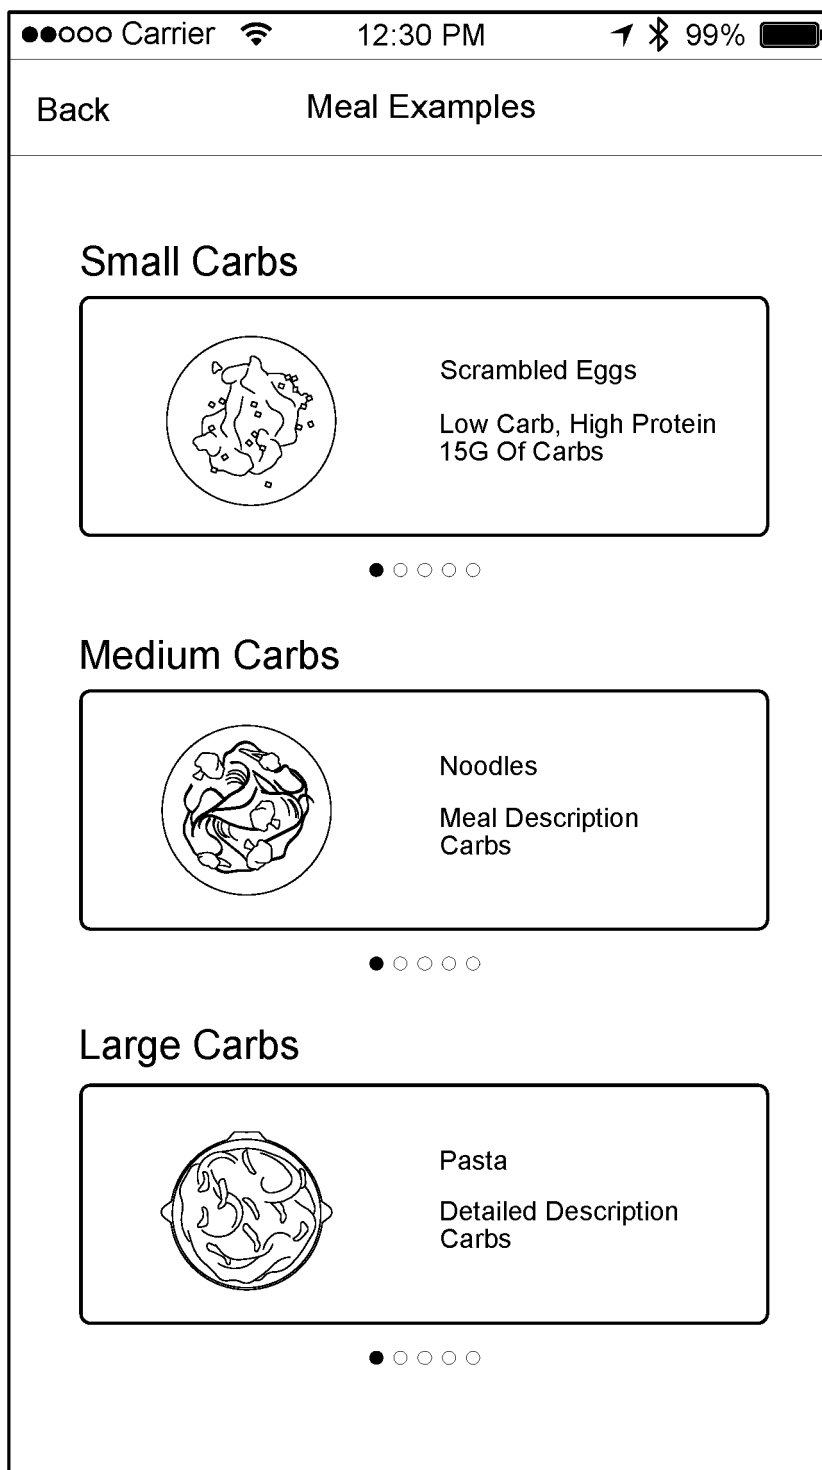 Carrier 12:30 PM 99%
Back Meal Examples
Small Carbs
Scrambled Eggs
Low Carb, High Protein
15G Of Carbs
Medium Carbs
Noodles
Meal Description
Carbs
Large Carbs
Pasta
Detailed Description
Carbs